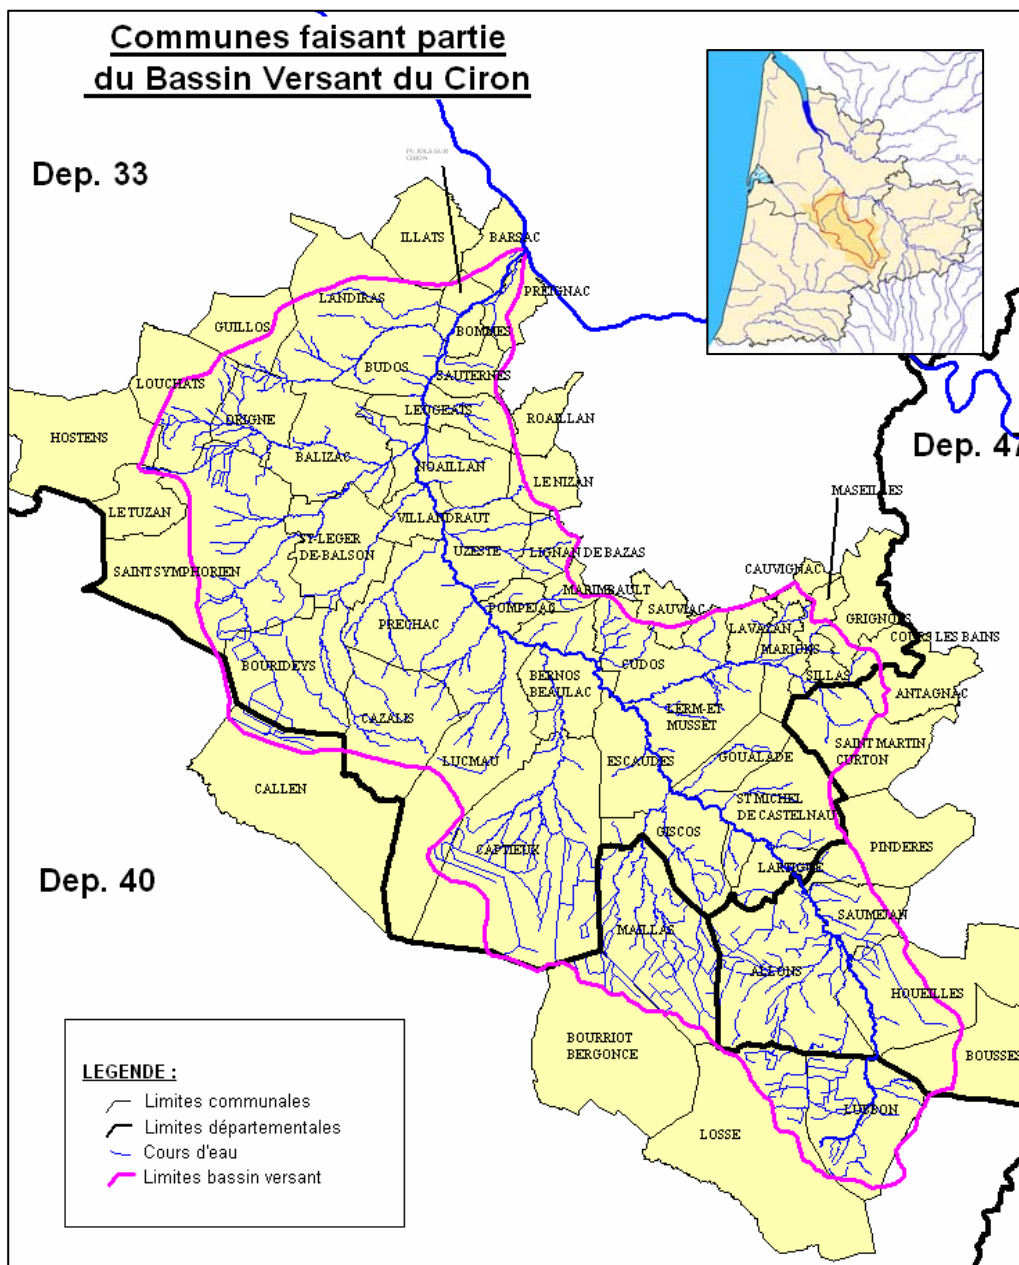 Communes faisant partie
du Bassin Versant du Ciron
Dep. 33
PUJOLS SUR
CIRON
ILLATS
BARSAC
PREIGNAC
LANDIRAS
GUILLOS
BOMMES
BUDOS
SAUTERNES
LOUCHATS
LEOGEATS
ROAILLAN
ORIGNE
HOSTENS
BALIZAC
NOAILLAN
LE NIZAN
Dep. 47
MASEILLES
LE TUZAN
VILLANDRAUT
ST-LEGER
DE-BALSON
UZESTE
LIGNAN DE BAZAS
SAINT SYMPHORIEN
CAUVIGNAC
MARIMBAULT
POMPEJAC
SAUVIAC
GRIGNOLS
PRECHAC
LAVAZAN
COURS LES BAINS
MARIONS
BOURIDEYS
BERNOS
BEAULAC
CUDOS
SILLAS
ANTAGNAC
CAZALIS
LERM-ET
MUSSET
SAINT MARTIN
CURTON
LUCMAU
ESCAUDES
GOUALADE
CALLEN
ST MICHEL
DE CASTELNAU
GISCOS
CAPTIEUX
PINDERES
LARTIGUE
Dep. 40
SAUMEJAN
MAILLAS
ALLONS
HOUEILLES
BOURRIOT
BERGONCE
BOUSSES
LUBBON
LOSSE
LEGENDE :
Limites communales
Limites départementales
Cours d'eau
Limites bassin versant